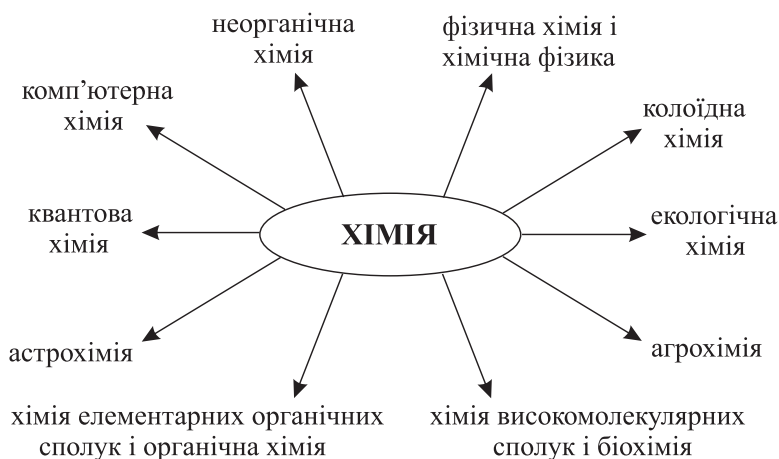 неорганічна
хімія
фізична хімія і
хімічна фізика
комп’ютерна
хімія
колоїдна
хімія
квантова
хімія
ХІМІЯ
екологічна
хімія
астрохімія
агрохімія
хімія елементарних органічних
сполук і органічна хімія
хімія високомолекулярних
сполук і біохімія